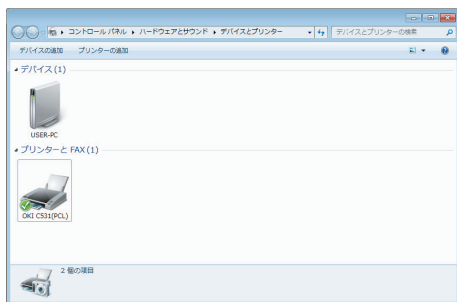 コントロール パネル ▸ ハードウェアとサウンド ▸ デバイスとプリンター
デバイスとプリンターの検索
デバイスの追加 プリンターの追加
デバイス (1)
USER-PC
プリンターと FAX (1)
OKI C531(PCL)
2 個の項目